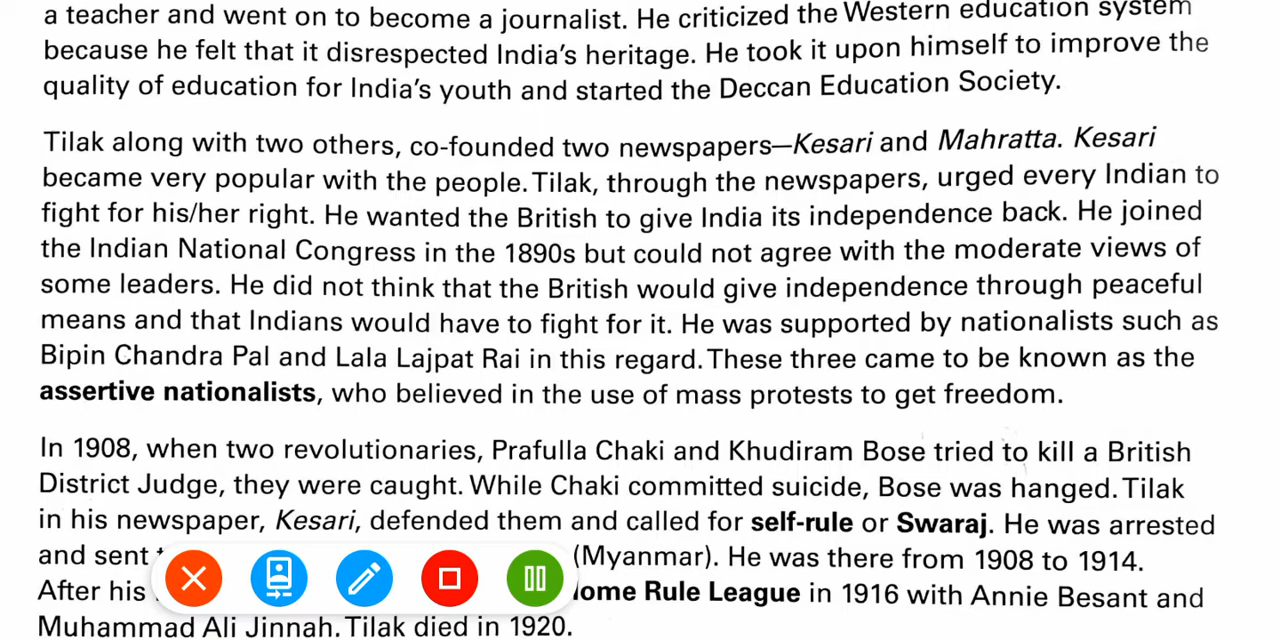 a teacher and went on to become a journalist. He criticized the Western education system
because he felt that it disrespected India's heritage. He took it upon himself to improve the
quality of education for India's youth and started the Deccan Education Society.
Tilak along with two others, co-founded two newspapers—Kesari and Mahratta. Kesari
became very popular with the people. Tilak, through the newspapers, urged every Indian to
fight for his/her right. He wanted the British to give India its independence back. He joined
the Indian National Congress in the 1890s but could not agree with the moderate views of
some leaders. He did not think that the British would give independence through peaceful
means and that Indians would have to fight for it. He was supported by nationalists such as
Bipin Chandra Pal and Lala Lajpat Rai in this regard. These three came to be known as the
assertive nationalists, who believed in the use of mass protests to get freedom.
In 1908, when two revolutionaries, Prafulla Chaki and Khudiram Bose tried to kill a British
District Judge, they were caught. While Chaki committed suicide, Bose was hanged. Tilak
in his newspaper, Kesari, defended them and called for self-rule or Swaraj. He was arrested
and sent (Myanmar). He was there from 1908 to 1914.
After his Rule League in 1916 with Annie Besant and
Muhammad Ali Jinnah. Tilak died in 1920.